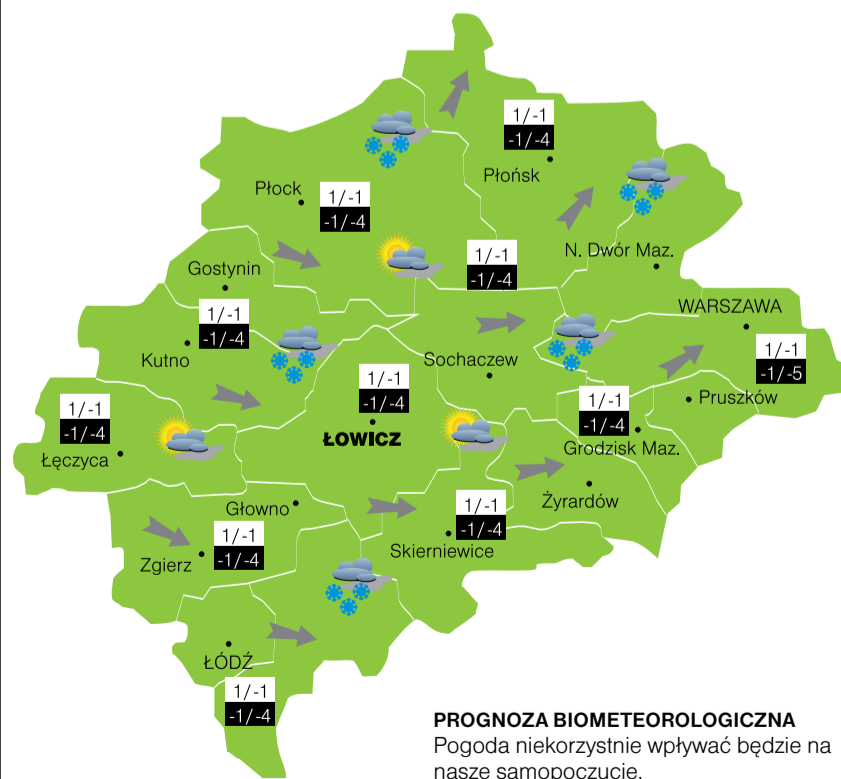 1/-1
-1/-4
Płońsk
Płock
1/-1
-1/-4
N. Dwór Maz.
1/-1
-1/-4
Gostynin
WARSZAWA
1/-1
-1/-4
Kutno
Sochaczew
1/-1
-1/-5
1/-1
-1/-4
ŁOWICZ
1/-1
-1/-4
Pruszków
Grodzisk Maz.
1/-1
-1/-4
Łęczyca
Żyrardów
Głowno
1/-1
-1/-4
Skierniewice
1/-1
-1/-4
Zgierz
ŁÓDŹ
1/-1
-1/-4
PROGNOZA BIOMETEOROLOGICZNA
Pogoda niekorzystnie wpływać będzie na
nasze samopoczucie.